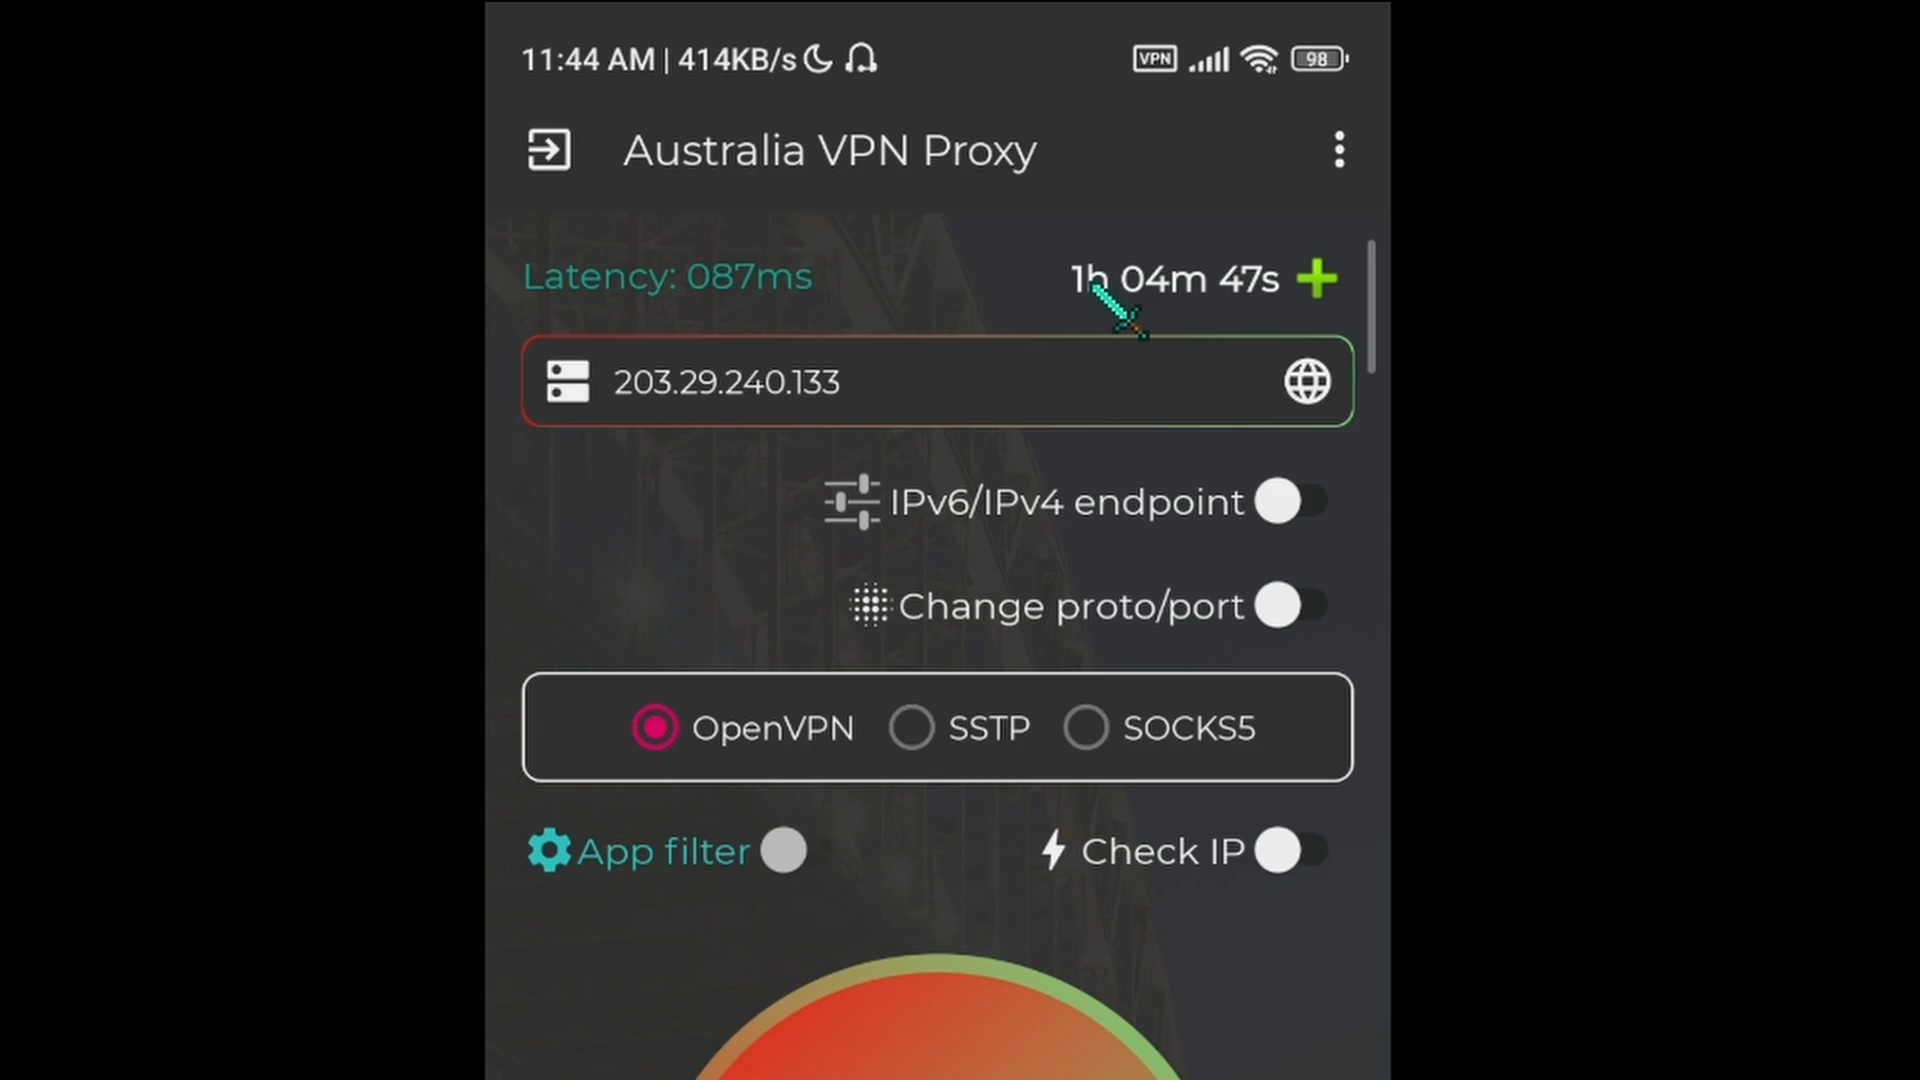 11:44 AM | 414KB/s VPN 98
Australia VPN Proxy
Latency: 087ms 1h 04m 47s
203.29.240.133
IPv6/IPv4 endpoint
Change proto/port
OpenVPN SSTP SOCKS5
App filter Check IP